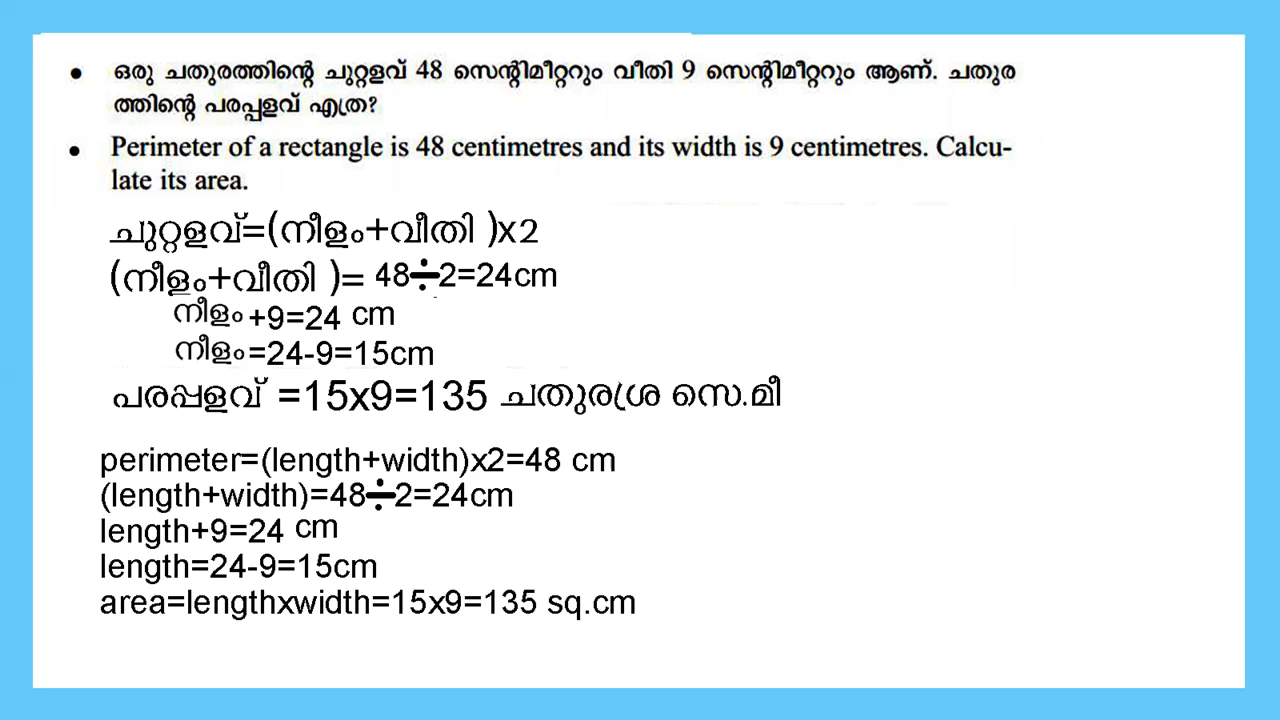 • ഒരു ചതുരത്തിന്റെ ചുറ്റളവ് 48 സെന്റിമീറ്ററും വീതി 9 സെന്റിമീറ്ററും ആണ്. ചതുര
ത്തിന്റെ പരപ്പളവ് എത്ര?
• Perimeter of a rectangle is 48 centimetres and its width is 9 centimetres. Calcu-
late its area.
ചുറ്റളവ്=(നീളം+വീതി )x2
(നീളം+വീതി )= 48÷2=24cm
നീളം +9=24 cm
നീളം =24-9=15cm
പരപ്പളവ് =15x9=135 ചതുരശ്ര സെ.മീ
perimeter=(length+width)x2=48 cm
(length+width)=48÷2=24cm
length+9=24 cm
length=24-9=15cm
area=lengthxwidth=15x9=135 sq.cm